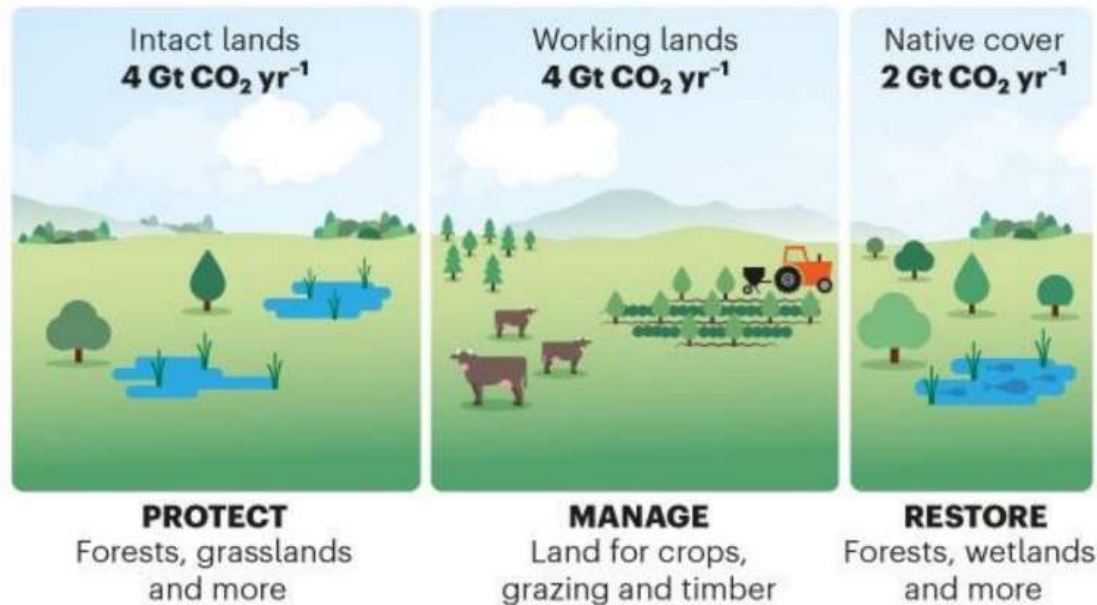 Intact lands
4 Gt CO₂ yr⁻¹
PROTECT
Forests, grasslands
and more
Working lands
4 Gt CO₂ yr⁻¹
MANAGE
Land for crops,
grazing and timber
Native cover
2 Gt CO₂ yr⁻¹
RESTORE
Forests, wetlands
and more